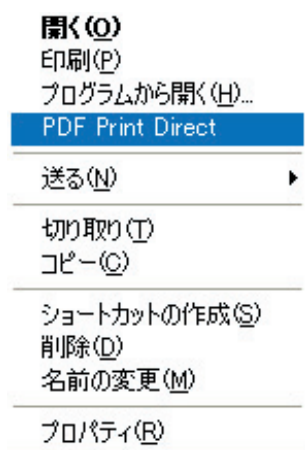 開く(O)
印刷(P)
プログラムから開く(H)...
PDF Print Direct
送る(N)
切り取り(T)
コピー(C)
ショートカットの作成(S)
削除(D)
名前の変更(M)
プロパティ(R)